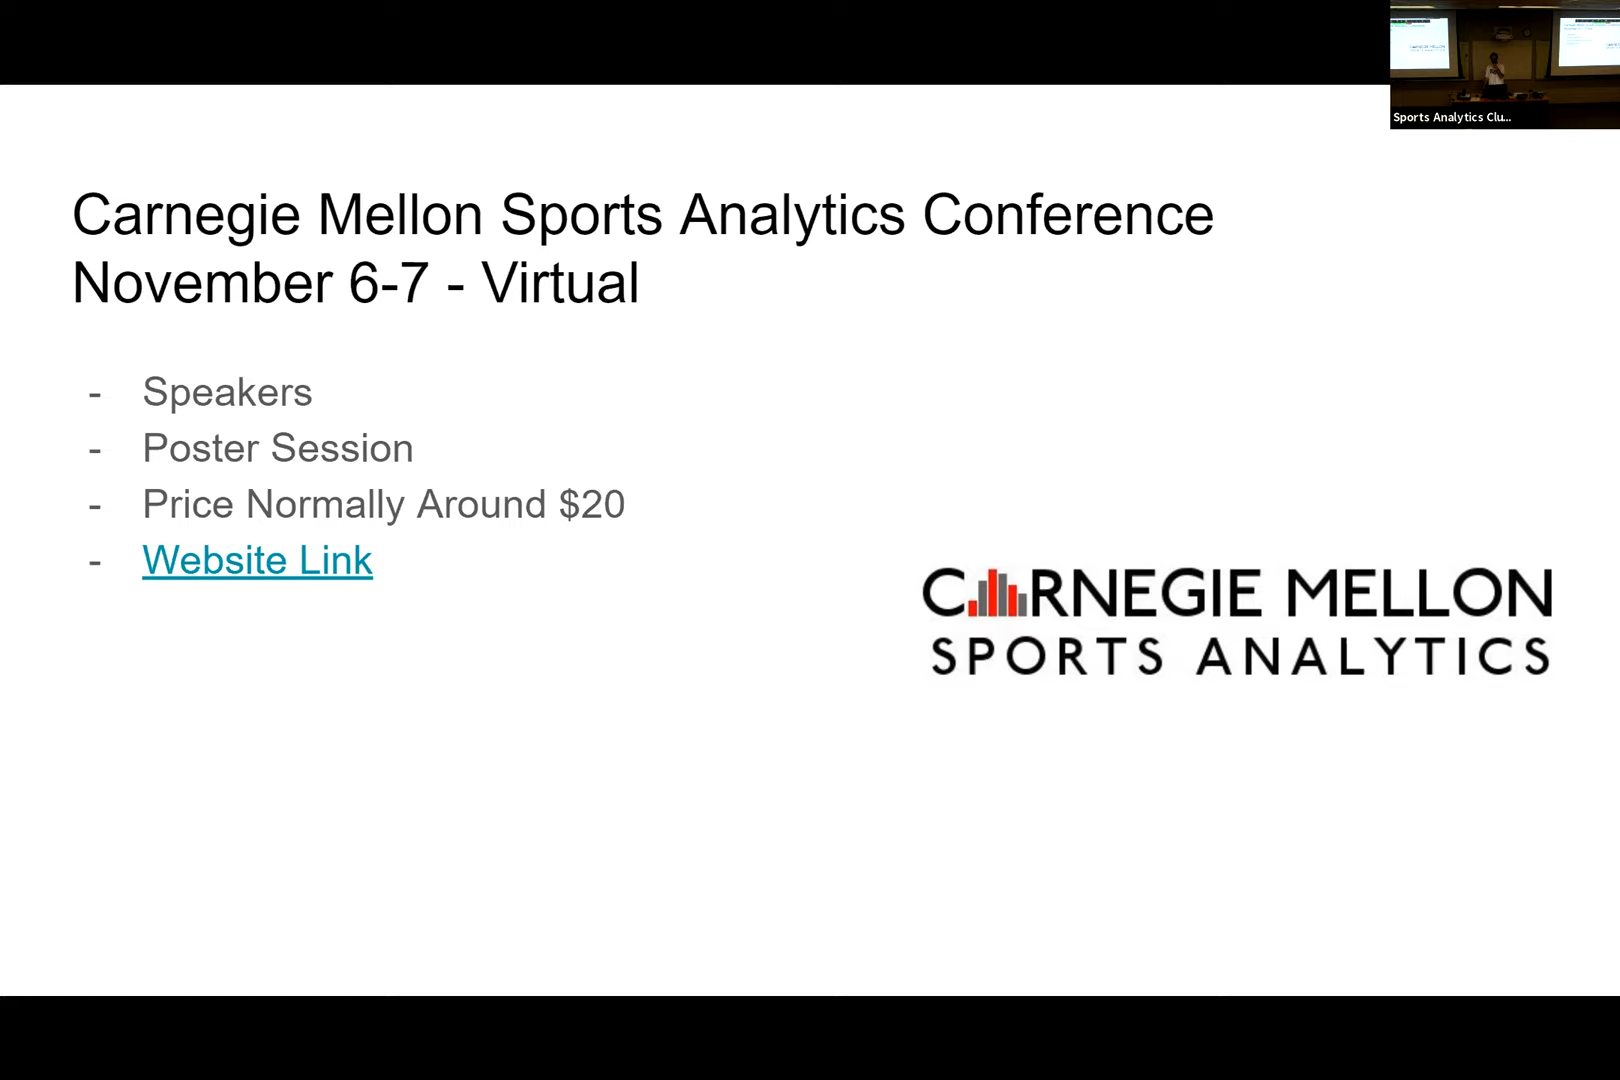 Sports Analytics Clu...
Carnegie Mellon Sports Analytics Conference
November 6-7 - Virtual
- Speakers
- Poster Session
- Price Normally Around $20
- Website Link
CARNEGIE MELLON
SPORTS ANALYTICS